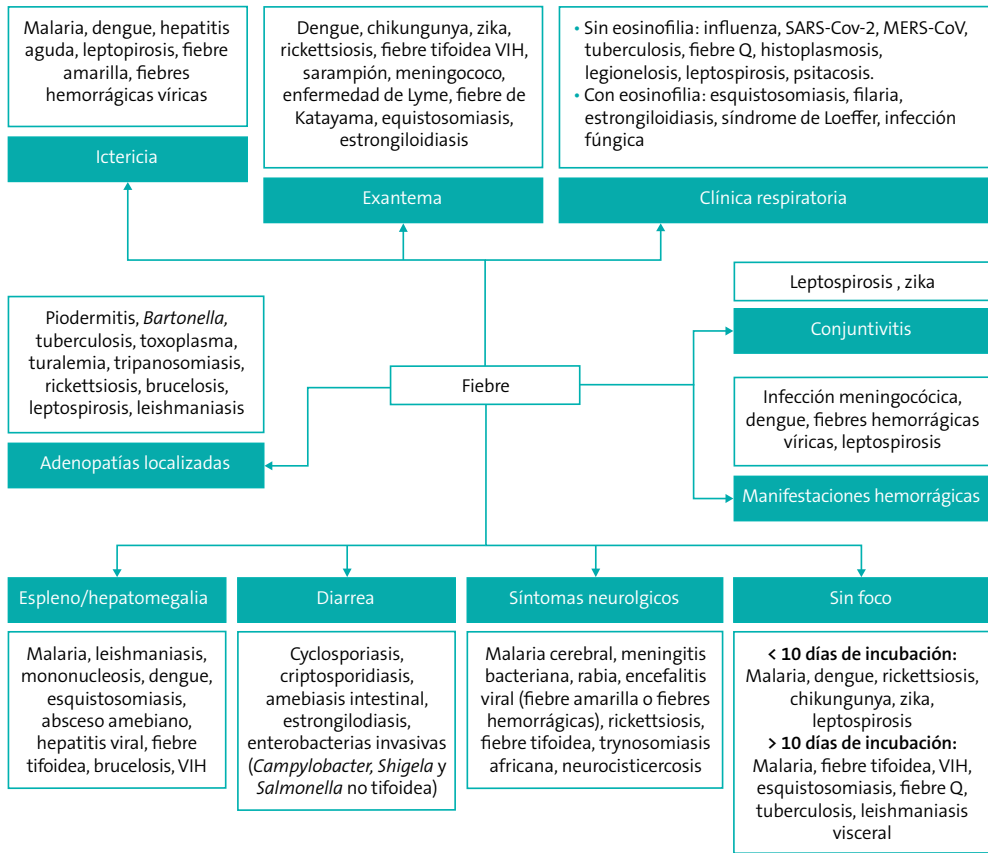 Malaria, dengue, hepatitis
aguda, leptopirosis, fiebre
amarilla, fiebres
hemorrágicas víricas
Ictericia
Dengue, chikungunya, zika,
rickettsiosis, fiebre tifoidea VIH,
sarampión, meningococo,
enfermedad de Lyme, fiebre de
Katayama, equistosomiasis,
estrongiloidiasis
Exantema
• Sin eosinofilia: influenza, SARS-Cov-2, MERS-CoV,
tuberculosis, fiebre Q, histoplasmosis,
legionelosis, leptospirosis, psitacosis.
• Con eosinofilia: esquistosomiasis, filaria,
estrongiloidiasis, síndrome de Loeffer, infección
fúngica
Clínica respiratoria
Piodermitis, Bartonella,
tuberculosis, toxoplasma,
turalemia, tripanosomiasis,
rickettsiosis, brucelosis,
leptospirosis, leishmaniasis
Adenopatías localizadas
Fiebre
Leptospirosis , zika
Conjuntivitis
Infección meningocócica,
dengue, fiebres hemorrágicas
víricas, leptospirosis
Manifestaciones hemorrágicas
Espleno/hepatomegalia
Malaria, leishmaniasis,
mononucleosis, dengue,
esquistosomiasis,
absceso amebiano,
hepatitis viral, fiebre
tifoidea, brucelosis, VIH
Diarrea
Cyclosporiasis,
criptosporidiasis,
amebiasis intestinal,
estrongilodiasis,
enterobacterias invasivas
(Campylobacter, Shigela y
Salmonella no tifoidea)
Síntomas neurolgicos
Malaria cerebral, meningitis
bacteriana, rabia, encefalitis
viral (fiebre amarilla o fiebres
hemorrágicas), rickettsiosis,
fiebre tifoidea, trynosomiasis
africana, neurocisticercosis
Sin foco
< 10 días de incubación:
Malaria, dengue, rickettsiosis,
chikungunya, zika,
leptospirosis
> 10 días de incubación:
Malaria, fiebre tifoidea, VIH,
esquistosomiasis, fiebre Q,
tuberculosis, leishmaniasis
visceral